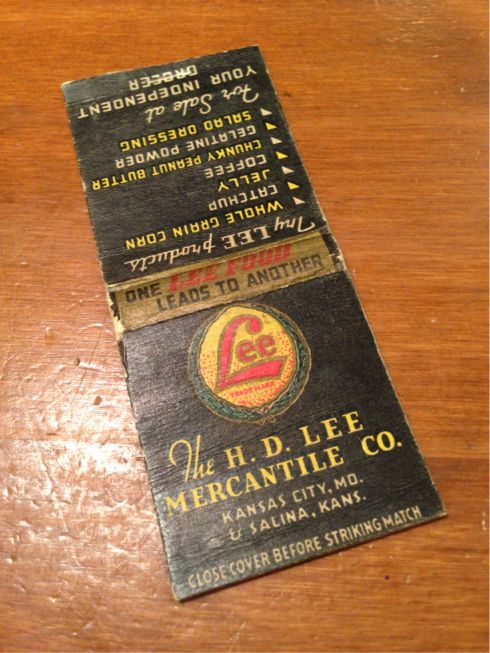 Try LEE products
WHOLE GRAIN CORN
CATCHUP
JELLY
COFFEE
CHUNKY PEANUT BUTTER
GELATINE POWDER
SALAD DRESSING
For Sale at
YOUR INDEPENDENT
GROCER
ONE LEE FOOD
LEADS TO ANOTHER
Lee
TRADE MARK
The H. D. LEE
MERCANTILE CO.
KANSAS CITY, MO.
& SALINA, KANS.
CLOSE COVER BEFORE STRIKING MATCH